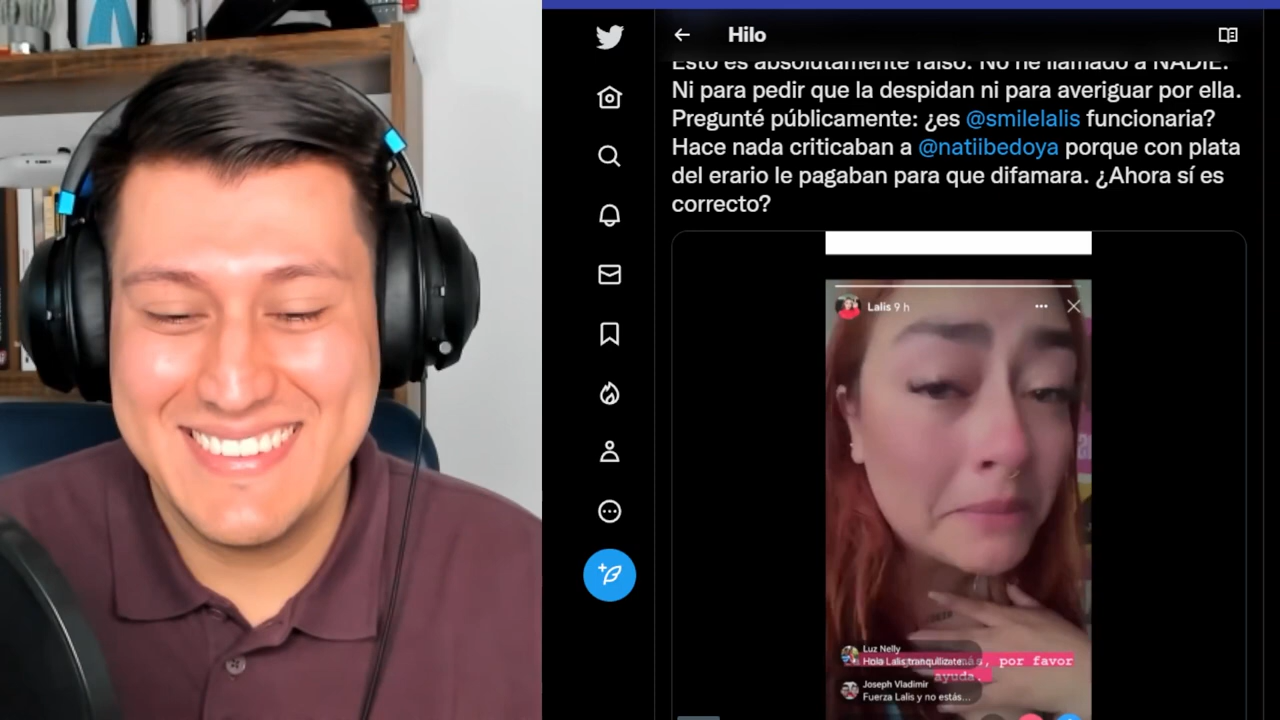 Hilo
Esto es absolutamente falso. No he llamado a NADIE.
Ni para pedir que la despidan ni para averiguar por ella.
Pregunté públicamente: ¿es @smilelalis funcionaria?
Hace nada criticaban a @natiibedoya porque con plata
del erario le pagaban para que difamara. ¿Ahora sí es
correcto?
Lalis 9 h
Luz Nelly
Hola Lalis tranquilizate...
más, por favor
ayuda.
Joseph Vladimir
Fuerza Lalis y no estás...